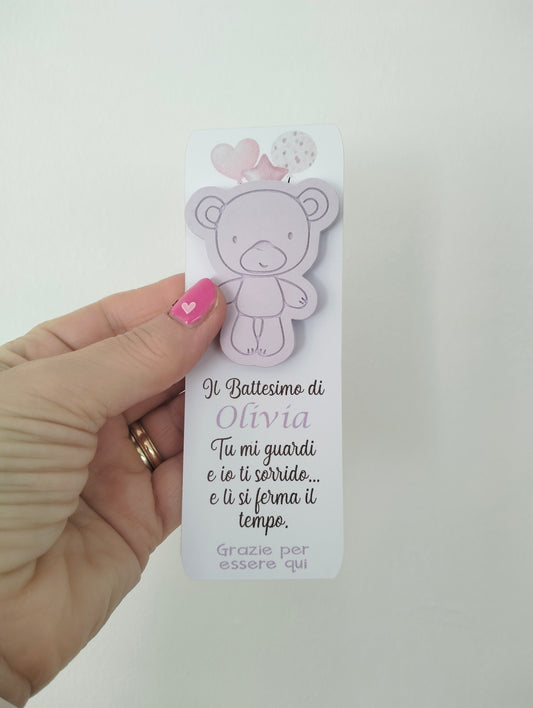 Il Battesimo di
Olivia
Tu mi guardi
e io ti sorrido...
e lì si ferma il
tempo.
Grazie per
essere qui